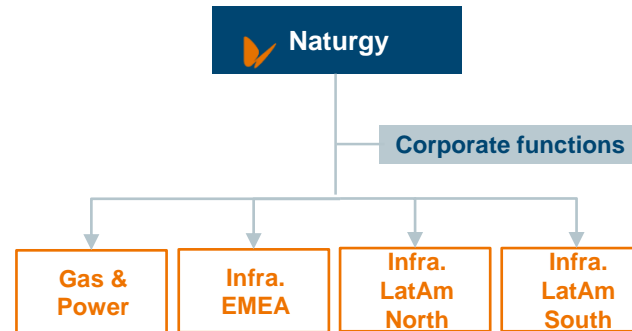 Naturgy
Corporate functions
Gas &
Power
Infra.
EMEA
Infra.
LatAm
North
Infra.
LatAm
South